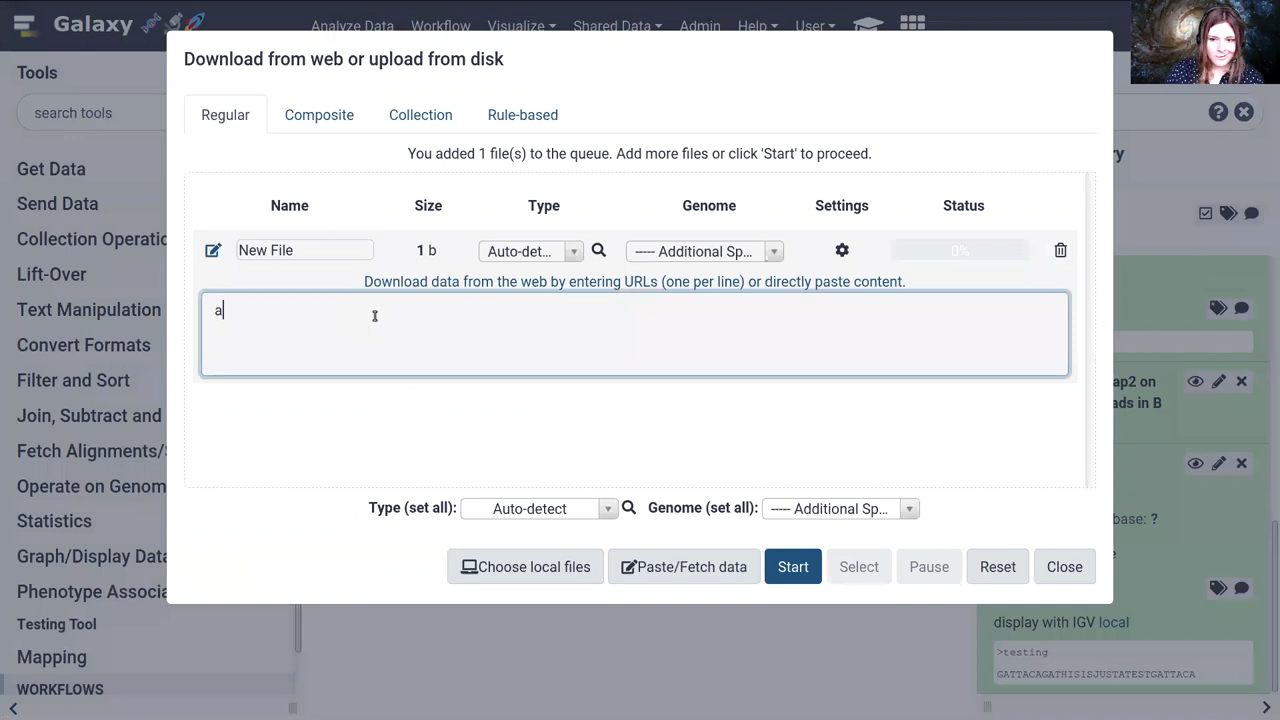 Galaxy
Analyze Data Workflow Visualize Shared Data Admin Help User
Tools
search tools
Get Data
Send Data
Collection Operatio
Lift-Over
Text Manipulation
Convert Formats
Filter and Sort
Join, Subtract and
Fetch Alignments/S
Operate on Genom
Statistics
Graph/Display Data
Phenotype Associa
Testing Tool
Mapping
WORKFLOWS
Download from web or upload from disk
Regular Composite Collection Rule-based
You added 1 file(s) to the queue. Add more files or click 'Start' to proceed.
Name Size Type Genome Settings Status
New File 1 b Auto-det... ----- Additional Sp... 0%
Download data from the web by entering URLs (one per line) or directly paste content.
a
Type (set all): Auto-detect Genome (set all): ----- Additional Sp...
Choose local files Paste/Fetch data Start Select Pause Reset Close
ry
ap2 on
ads in B
base: ?
e
display with IGV local
>testing
GATTACAGATHISISJUSTATESTGATTACA